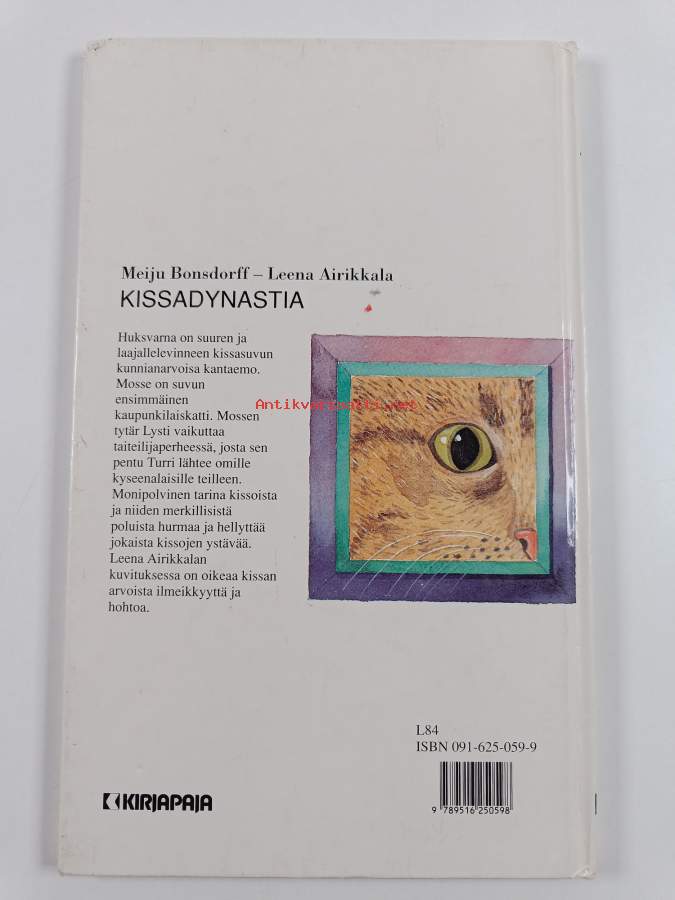 Meiju Bonsdorff – Leena Airikkala
KISSADYNASTIA
Huksvarna on suuren ja
laajallelevinneen kissasuvun
kunnianarvoisa kantaemo.
Mosse on suvun
ensimmäinen
kaupunkilaiskatti. Mossen
tytär Lysti vaikuttaa
taiteilijaperheessä, josta sen
pentu Turri lähtee omille
kyseenalaisille teilleen.
Monipolvinen tarina kissoista
ja niiden merkillisistä
poluista hurmaa ja hellyttää
jokaista kissojen ystävää.
Leena Airikkalan
kuvituksessa on oikeaa kissan
arvoista ilmeikkyyttä ja
hohtoa.
Antikvariaatti.net
L84
ISBN 091-625-059-9
9 789516 250598
KIRJAPAJA